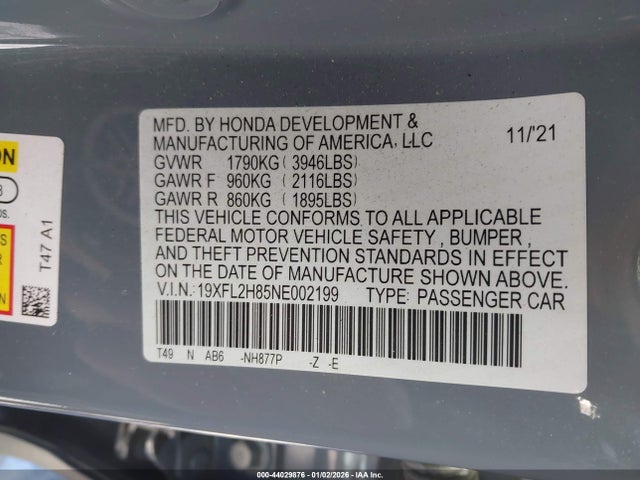 MFD. BY HONDA DEVELOPMENT &
MANUFACTURING OF AMERICA, LLC 11/'21
GVWR 1790KG ( 3946LBS)
GAWR F 960KG ( 2116LBS)
GAWR R 860KG ( 1895LBS)
THIS VEHICLE CONFORMS TO ALL APPLICABLE
FEDERAL MOTOR VEHICLE SAFETY , BUMPER ,
AND THEFT PREVENTION STANDARDS IN EFFECT
ON THE DATE OF MANUFACTURE SHOWN ABOVE.
V.I.N.: 19XFL2H85NE002199 TYPE: PASSENGER CAR
T49 N AB6 -NH877P -Z -E
T47 A1
000-44029876 - 01/02/2026 - IAA Inc.